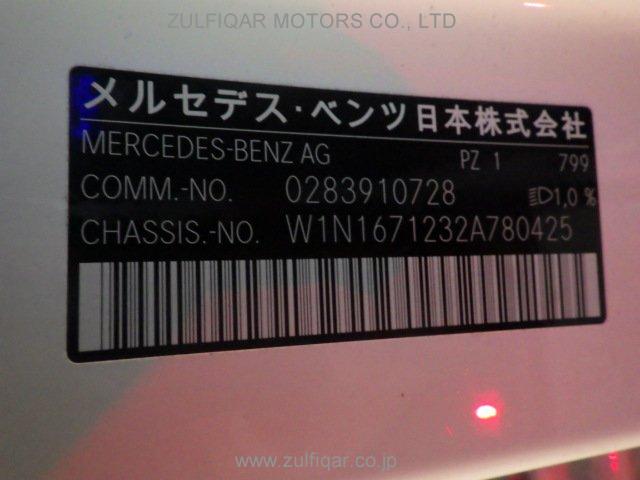 ZULFIQAR MOTORS CO., LTD
メルセデス・ベンツ日本株式会社
MERCEDES-BENZ AG PZ 1 799
COMM.-NO. 0283910728 1,0 %
CHASSIS.-NO. W1N1671232A780425
www.zulfiqar.co.jp